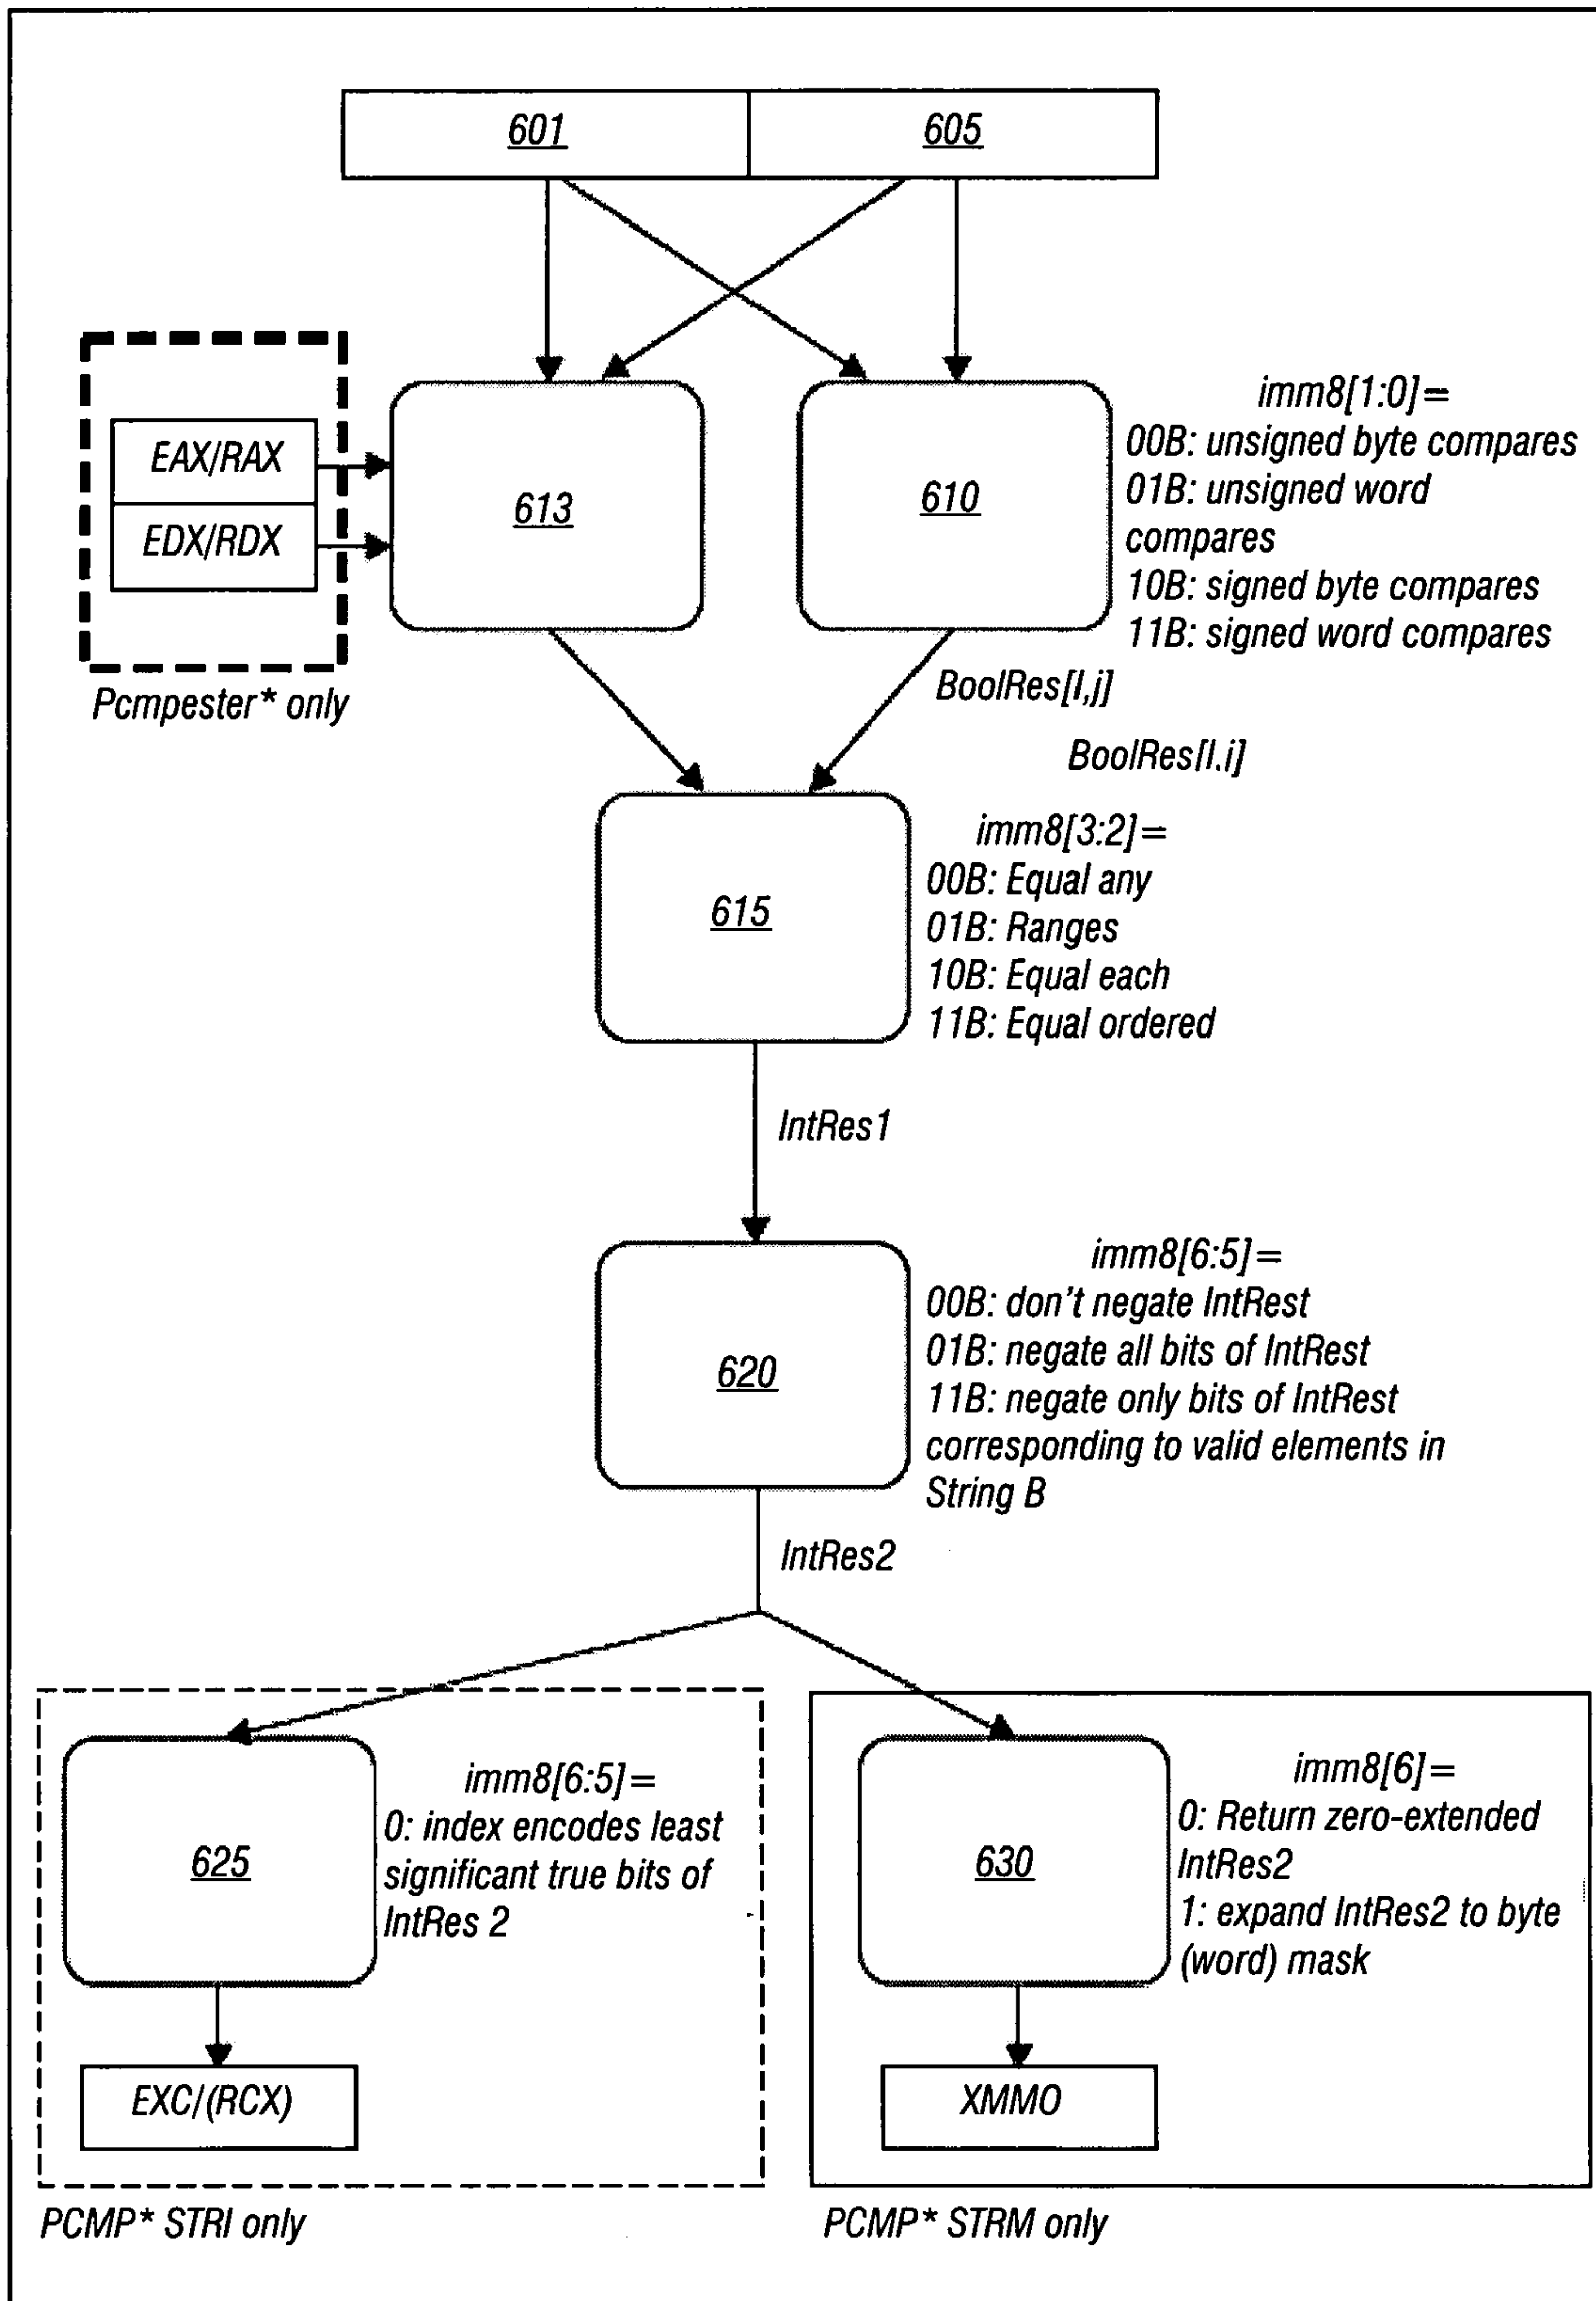 601
605
EAX/RAX
EDX/RDX
Pcmpester* only
613
610
imm8[1:0]=
00B: unsigned byte compares
01B: unsigned word
compares
10B: signed byte compares
11B: signed word compares
BoolRes[I,j]
BoolRes[I.i]
615
imm8[3:2]=
00B: Equal any
01B: Ranges
10B: Equal each
11B: Equal ordered
IntRes1
620
imm8[6:5]=
00B: don't negate IntRest
01B: negate all bits of IntRest
11B: negate only bits of IntRest
corresponding to valid elements in
String B
IntRes2
625
imm8[6:5]=
0: index encodes least
significant true bits of
IntRes 2
EXC/(RCX)
PCMP* STRI only
630
imm8[6]=
0: Return zero-extended
IntRes2
1: expand IntRes2 to byte
(word) mask
XMMO
PCMP* STRM only